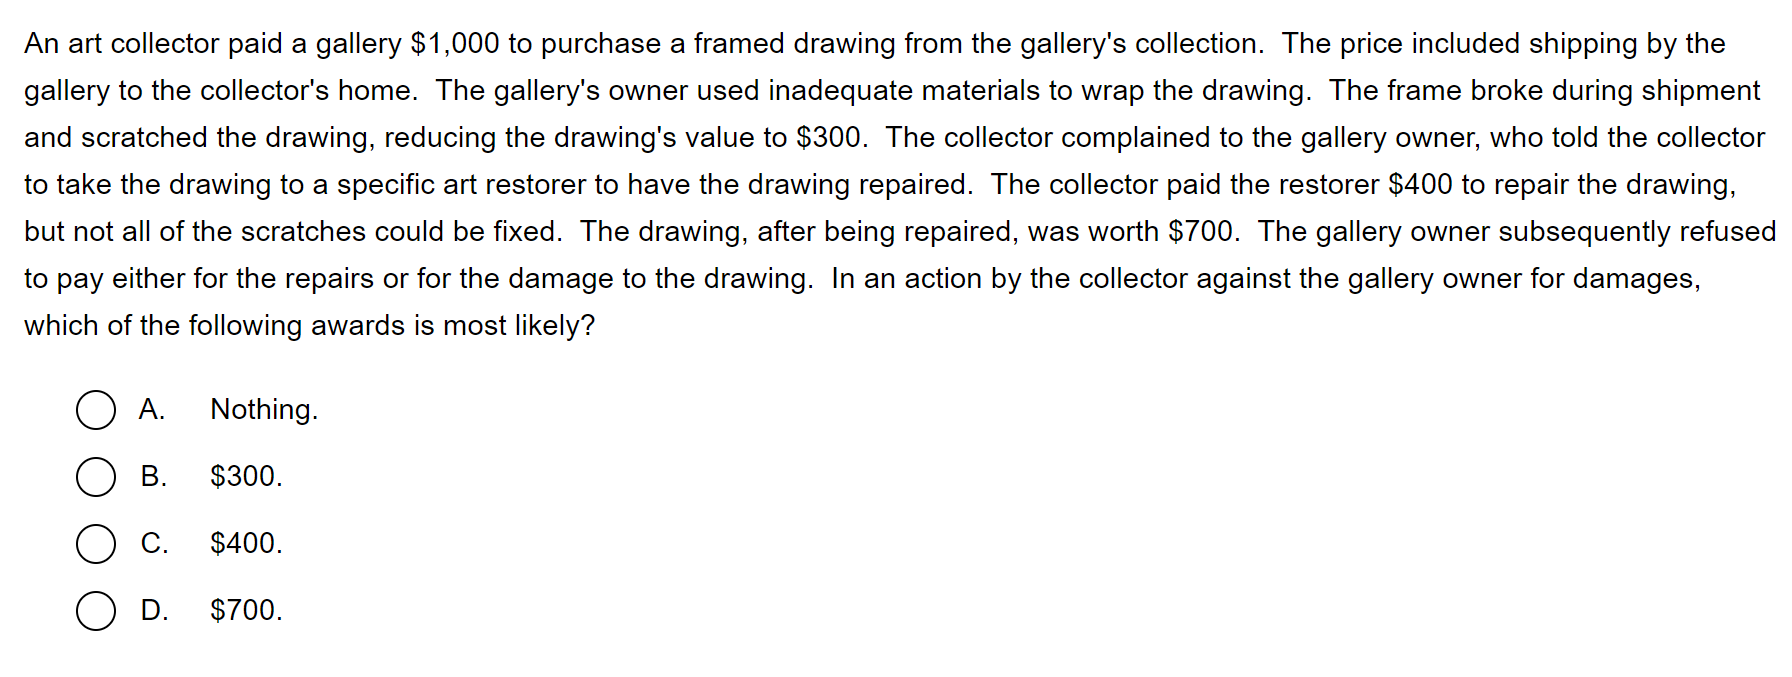 An art collector paid a gallery $1,000 to purchase a framed drawing from the gallery's collection.  The price included shipping by the
gallery to the collector's home.  The gallery's owner used inadequate materials to wrap the drawing.  The frame broke during shipment
and scratched the drawing, reducing the drawing's value to $300.  The collector complained to the gallery owner, who told the collector
to take the drawing to a specific art restorer to have the drawing repaired.  The collector paid the restorer $400 to repair the drawing,
but not all of the scratches could be fixed.  The drawing, after being repaired, was worth $700.  The gallery owner subsequently refused
to pay either for the repairs or for the damage to the drawing.  In an action by the collector against the gallery owner for damages,
which of the following awards is most likely?
A. Nothing.
B. $300.
C. $400.
D. $700.